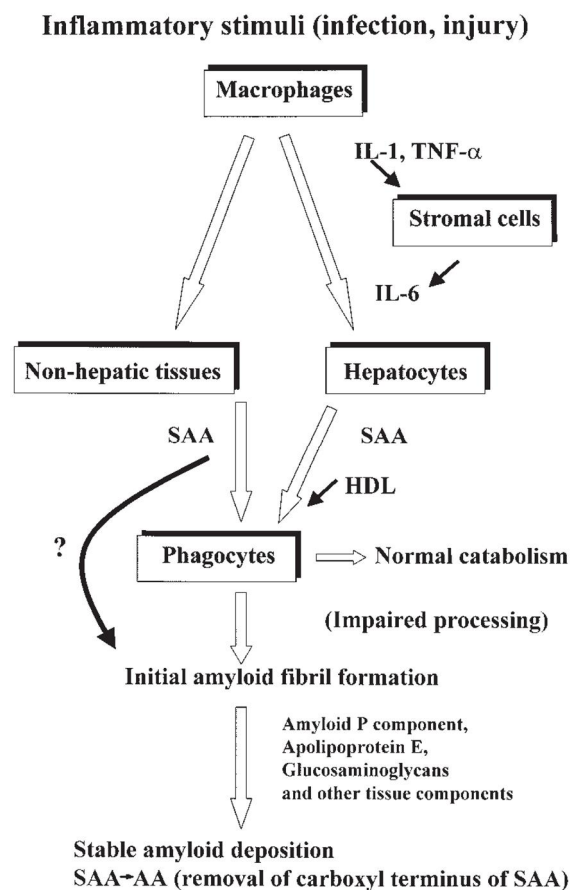 Inflammatory stimuli (infection, injury)
Macrophages
IL-1, TNF-α
Stromal cells
IL-6
Non-hepatic tissues
Hepatocytes
SAA
SAA
HDL
?
Phagocytes
Normal catabolism
(Impaired processing)
Initial amyloid fibril formation
Amyloid P component,
Apolipoprotein E,
Glucosaminoglycans
and other tissue components
Stable amyloid deposition
SAA→AA (removal of carboxyl terminus of SAA)